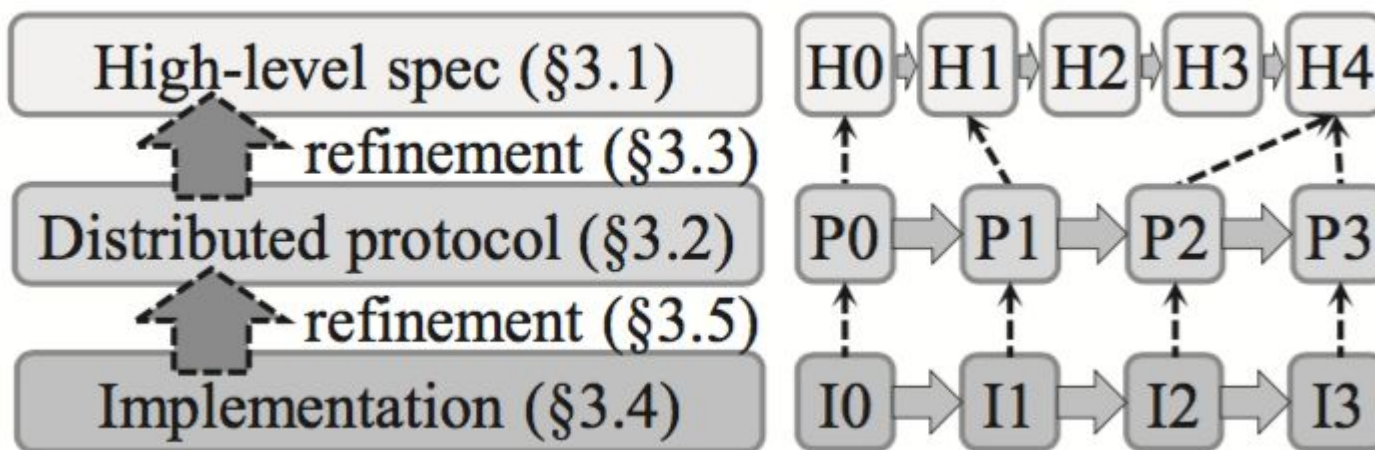 High-level spec (§3.1)
H0 H1 H2 H3 H4
refinement (§3.3)
Distributed protocol (§3.2)
P0 P1 P2 P3
refinement (§3.5)
Implementation (§3.4)
I0 I1 I2 I3